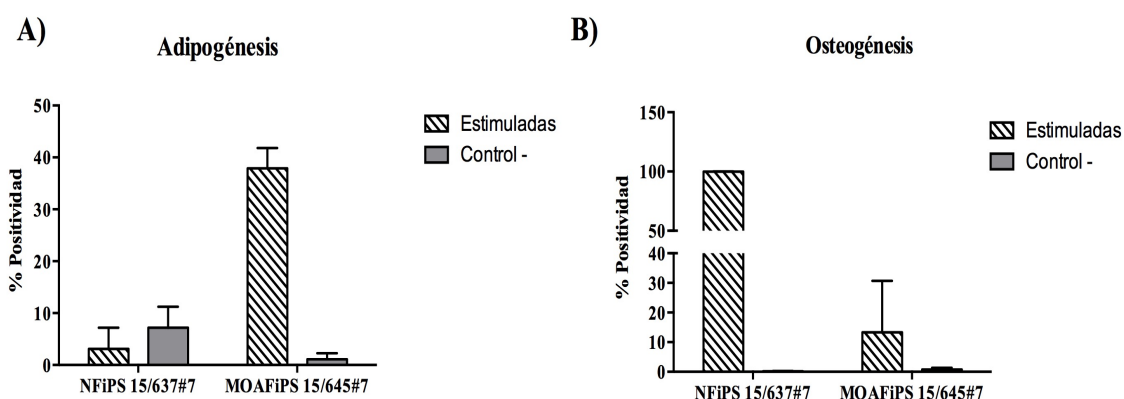 A)
Adipogénesis
% Positividad
50
40
30
20
10
0
NFiPS 15/637#7
MOAFiPS 15/645#7
Estimuladas
Control -
B)
Osteogénesis
% Positividad
150
100
50
40
30
20
10
0
NFiPS 15/637#7
MOAFiPS 15/645#7
Estimuladas
Control -